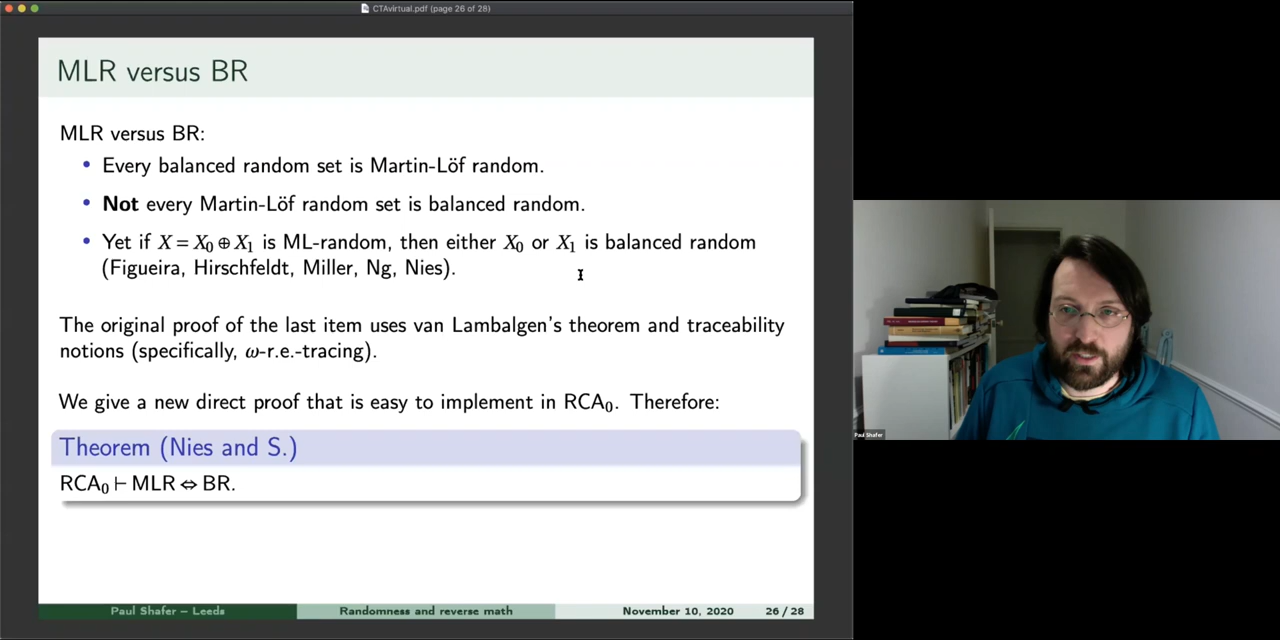 CTAvirtual.pdf (page 26 of 28)
MLR versus BR
MLR versus BR:
• Every balanced random set is Martin-Löf random.
• Not every Martin-Löf random set is balanced random.
• Yet if X = X₀ ⊕ X₁ is ML-random, then either X₀ or X₁ is balanced random
(Figueira, Hirschfeldt, Miller, Ng, Nies).
The original proof of the last item uses van Lambalgen's theorem and traceability
notions (specifically, ω-r.e.-tracing).
We give a new direct proof that is easy to implement in RCA₀. Therefore:
Theorem (Nies and S.)
RCA₀ ⊢ MLR ⇔ BR.
Paul Shafer – Leeds Randomness and reverse math November 10, 2020 26 / 28
Paul Shafer